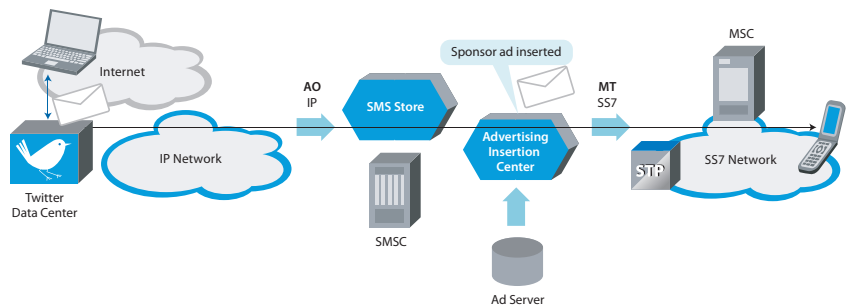 Internet
Twitter
Data Center
IP Network
AO
IP
SMS Store
SMSC
Sponsor ad inserted
Advertising
Insertion
Center
Ad Server
MT
SS7
MSC
STP
SS7 Network